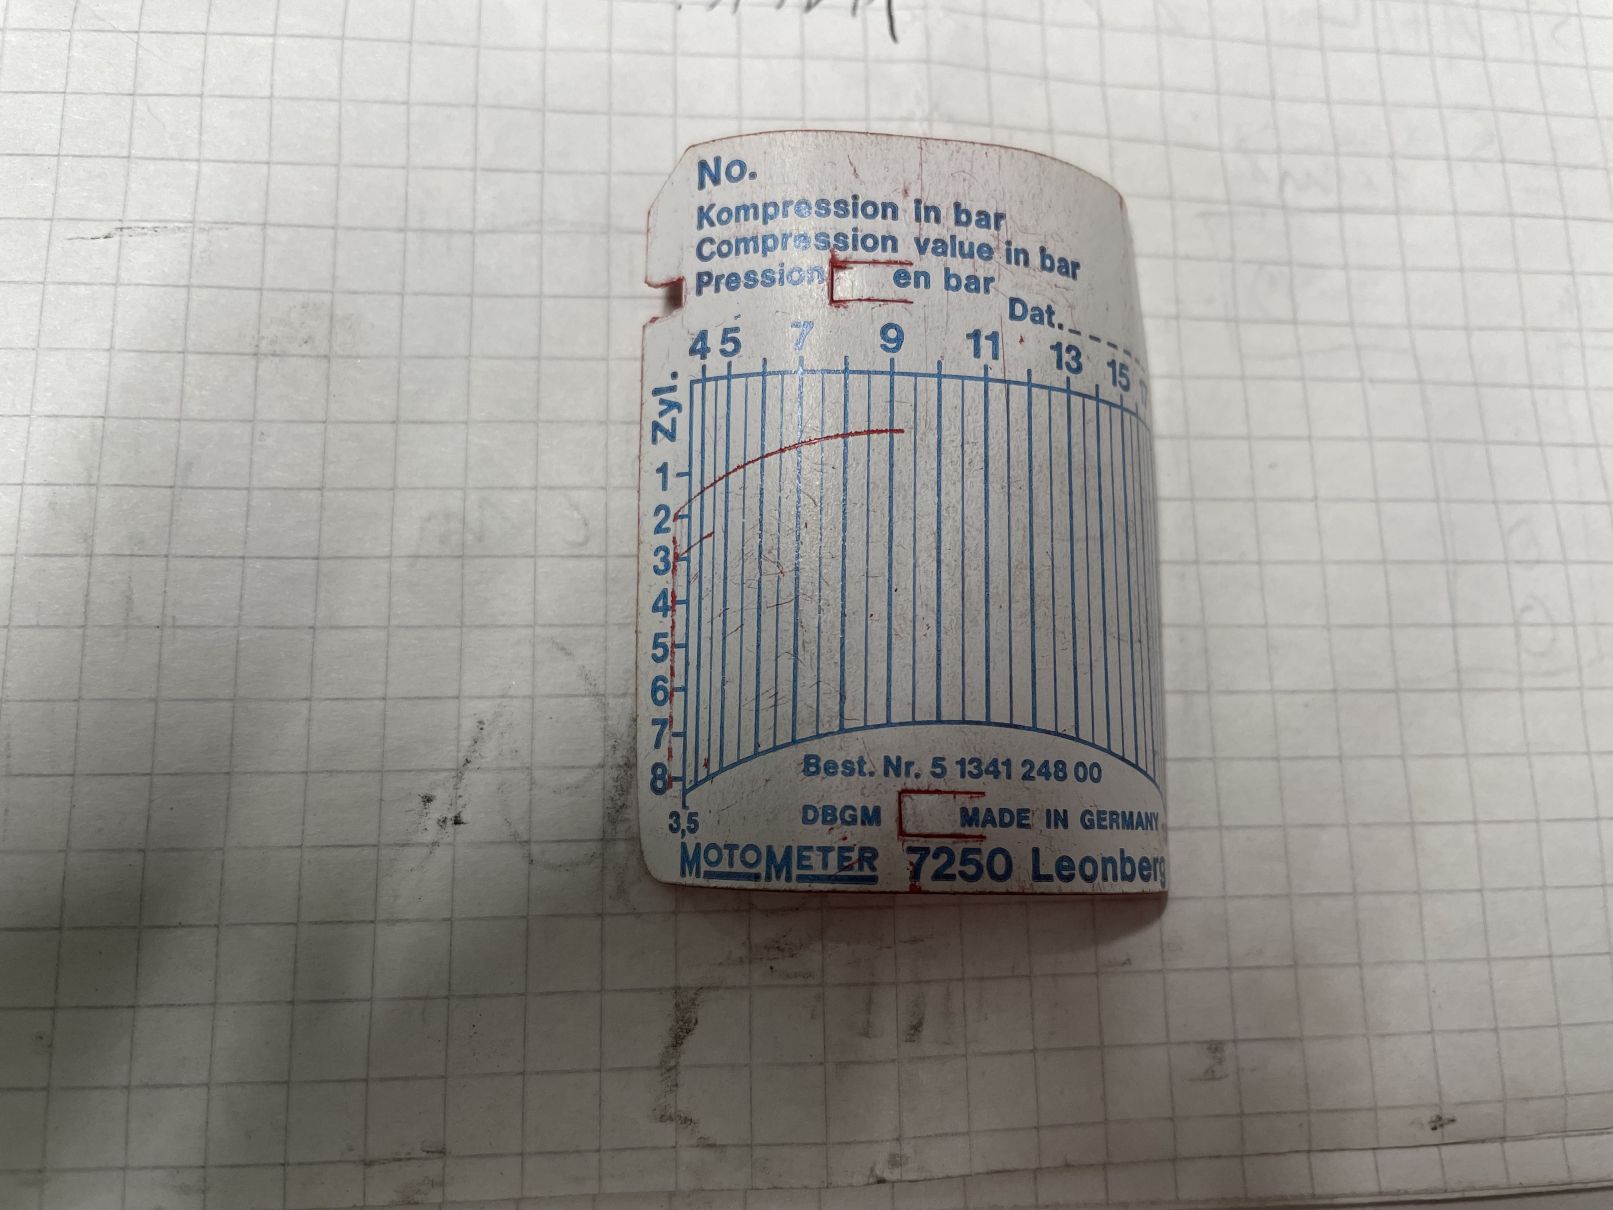 No.
Kompression in bar
Compression value in bar
Pression en bar
Dat.
4 5 7 9 11 13 15
Zyl.
1
2
3
4
5
6
7
8
3,5
Best. Nr. 5 1341 248 00
DBGM MADE IN GERMANY
MOTOMETER 7250 Leonberg